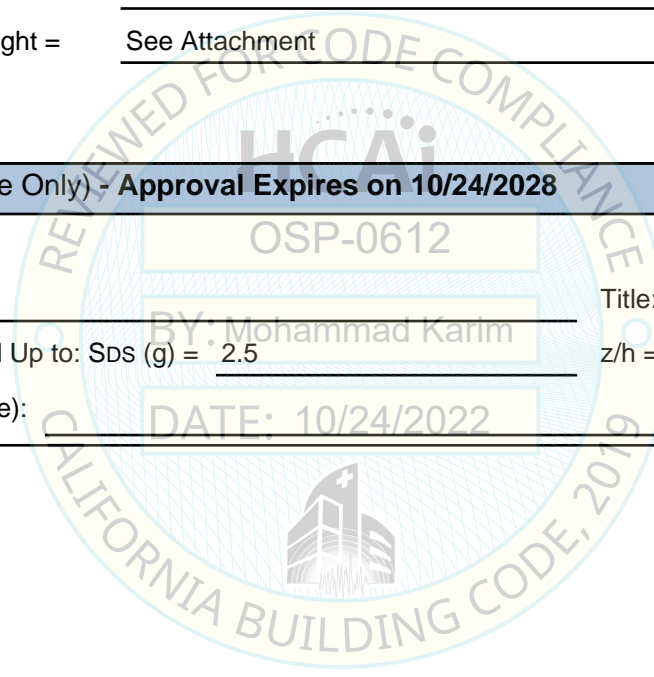 ght = See Attachment
REVIEWED FOR CODE COMPLIANCE
HCAi
e Only) - Approval Expires on 10/24/2028
OSP-0612
Title:
BY: Mohammad Karim
l Up to: SDS (g) = 2.5 z/h =
e):
DATE: 10/24/2022
CALIFORNIA BUILDING CODE, 2019